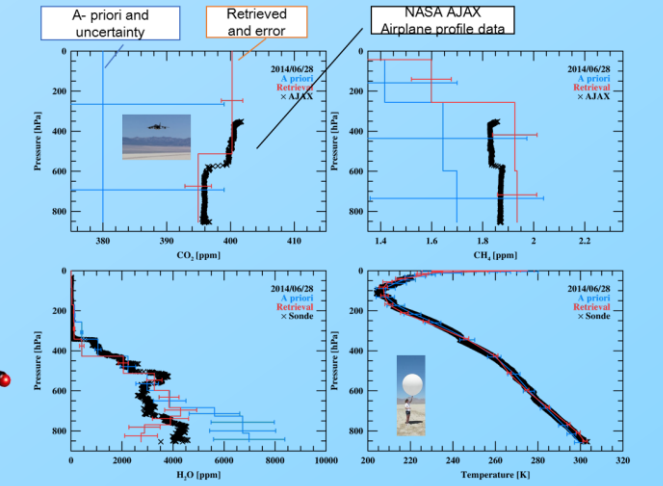 A- priori and
uncertainty
Retrieved
and error
NASA AJAX
Airplane profile data
0
200
400
600
800
Pressure [hPa]
2014/06/28
A priori
Retrieval
× AJAX
380
390
400
410
CO₂ [ppm]
0
200
400
600
800
Pressure [hPa]
2014/06/28
A priori
Retrieval
× AJAX
1.4
1.6
1.8
2
2.2
CH₄ [ppm]
0
200
400
600
800
Pressure [hPa]
2014/06/28
A priori
Retrieval
× Sonde
0
2000
4000
6000
8000
10000
H₂O [ppm]
0
200
400
600
800
Pressure [hPa]
2014/06/28
A priori
Retrieval
× Sonde
200
220
240
260
280
300
320
Temperature [K]